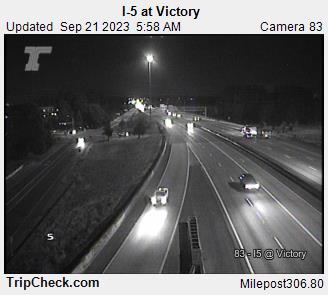 I-5 at Victory
Updated Sep 21 2023 5:58 AM Camera 83
T
S
83 - I5 @ Victory
TripCheck.com Milepost306.80